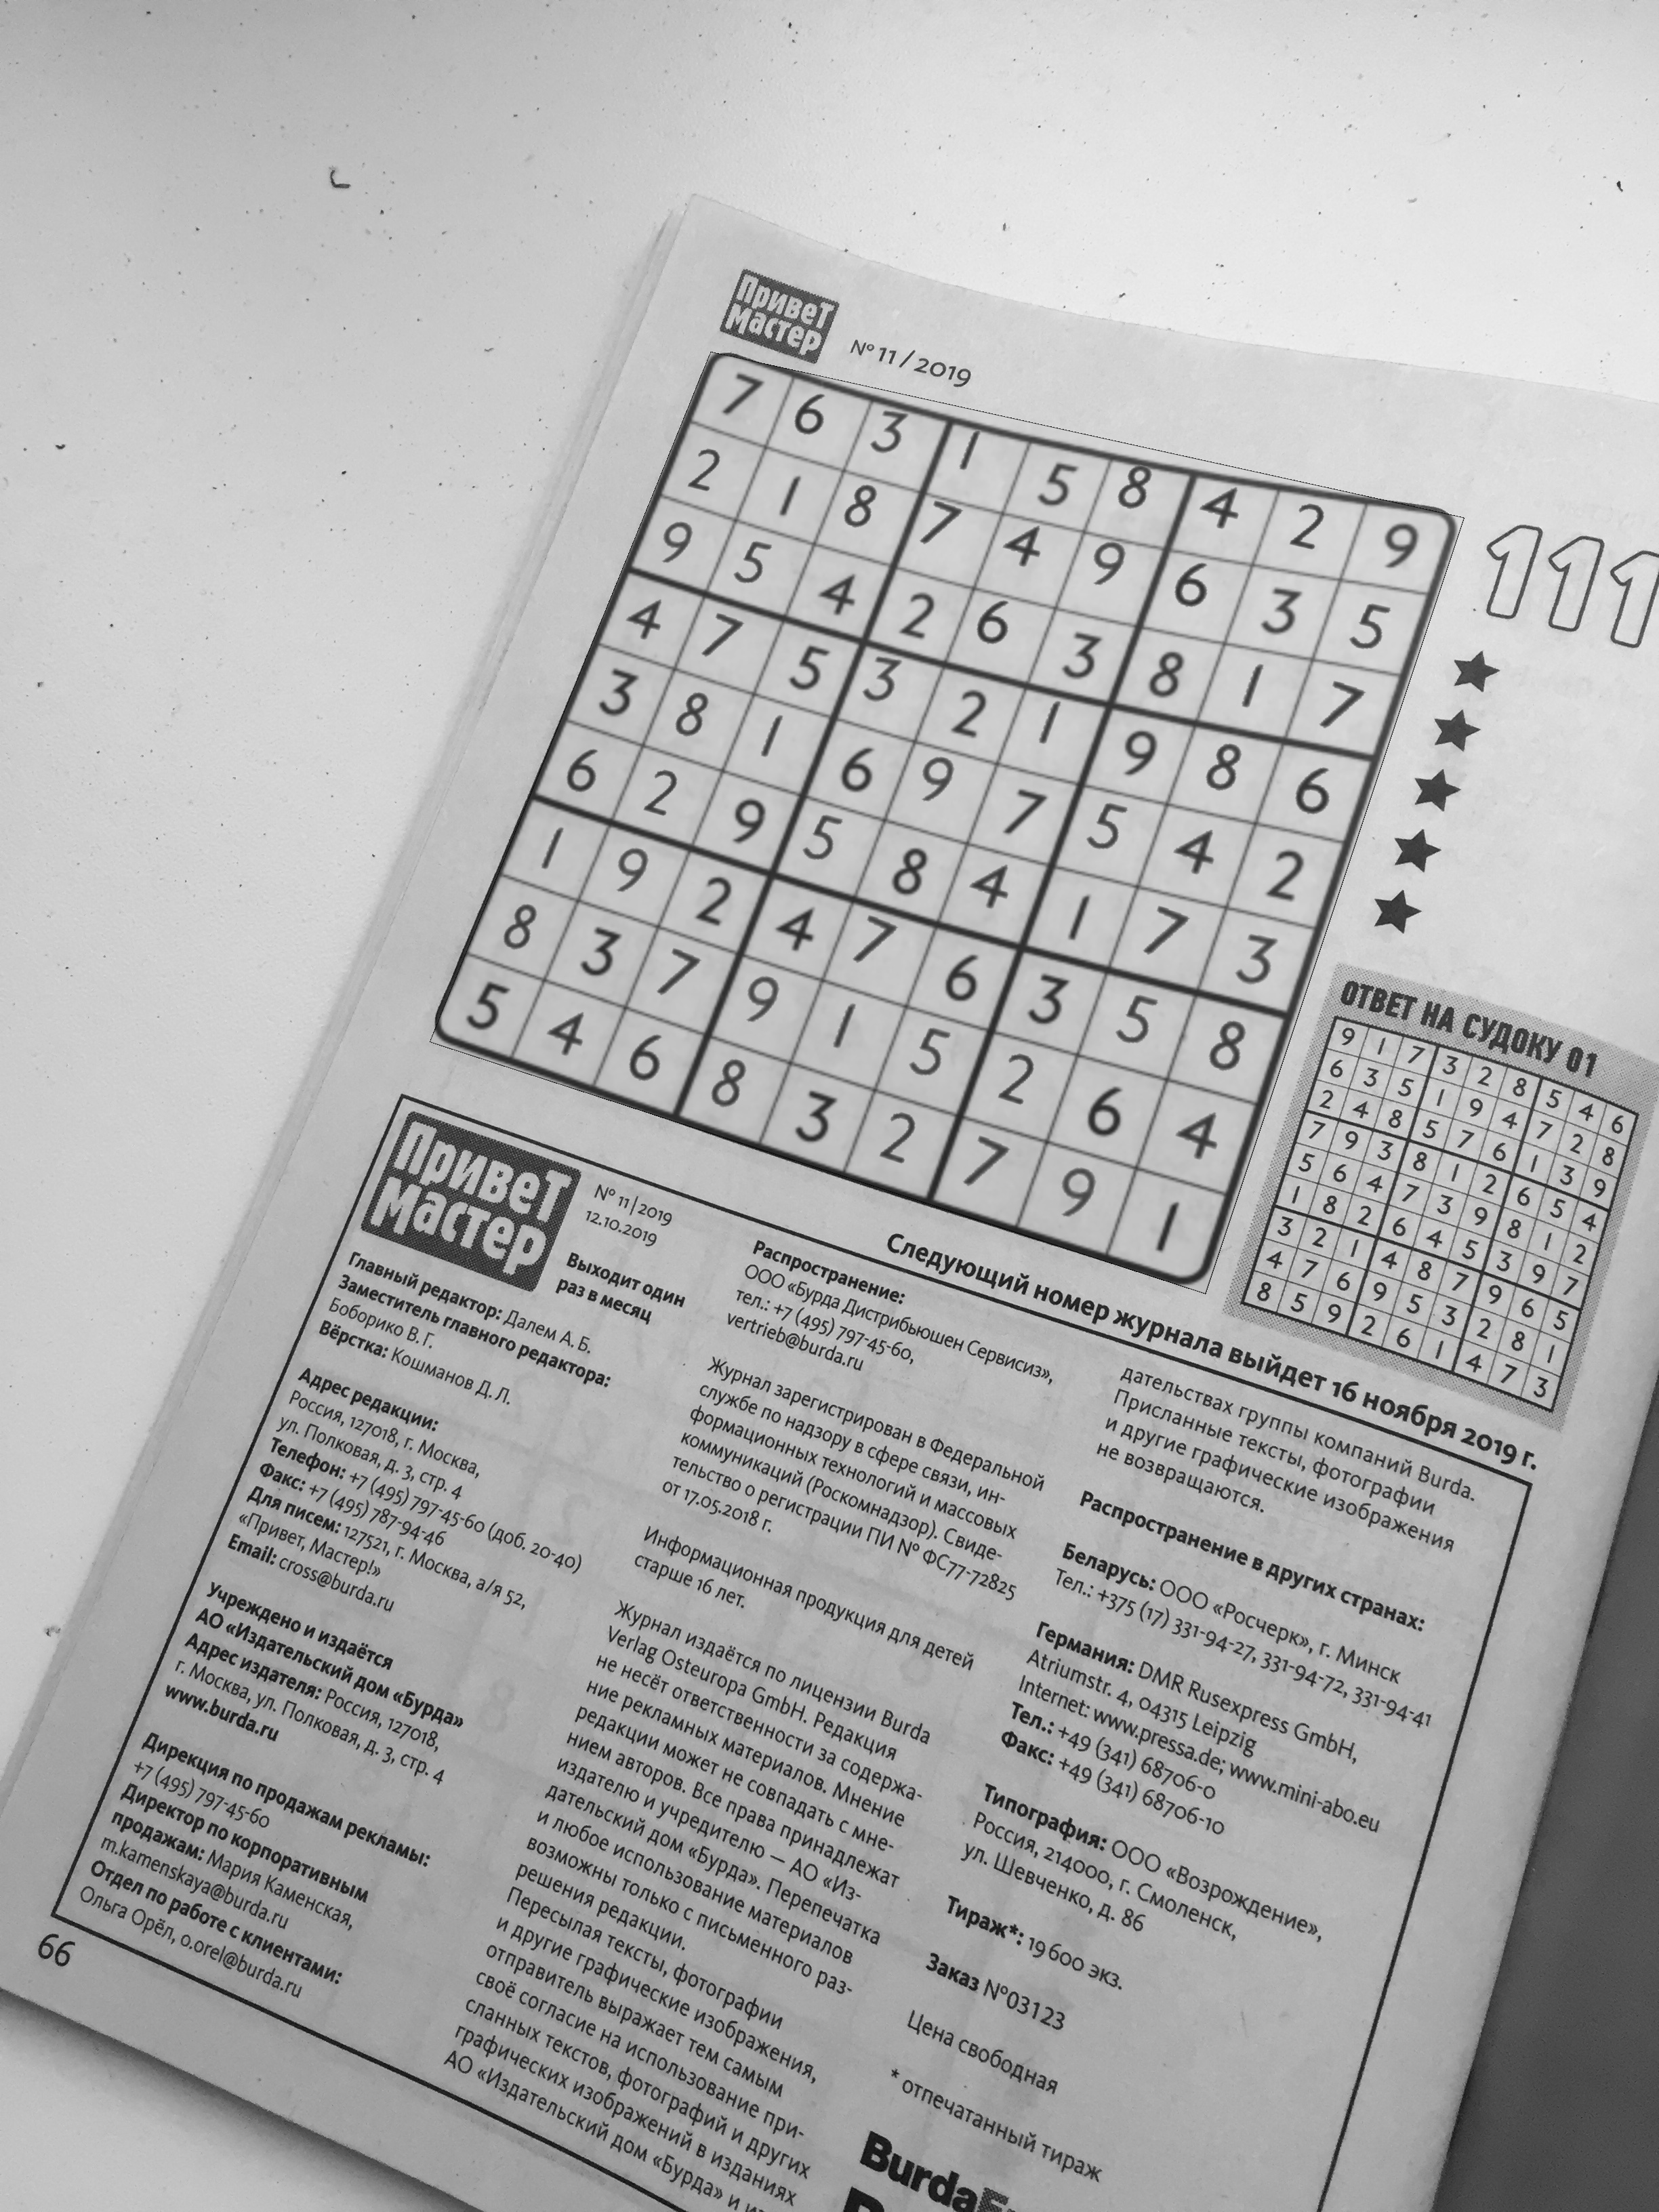 Привет
Мастер
№ 11 / 2019
7 6 3 1 5 8 4 2 9
2 1 8 7 4 9 6 3 5
9 5 4 2 6 3 8 1 7
4 7 5 3 2 1 9 8 6
3 8 1 6 9 7 5 4 2
6 2 9 5 8 4 1 7 3
1 9 2 4 7 6 3 5 8
8 3 7 9 1 5 2 6 4
5 4 6 8 3 2 7 9 1
111
ОТВЕТ НА СУДОКУ 01
9 1 7 3 2 8 5 4 6
6 3 5 1 9 4 7 2 8
2 4 8 5 7 6 1 3 9
7 9 3 8 1 2 6 5 4
5 6 4 7 3 9 8 1 2
1 8 2 6 4 5 3 9 7
3 2 1 4 8 7 9 6 5
4 7 6 9 5 3 2 8 1
8 5 9 2 6 1 4 7 3
Следующий номер журнала выйдет 16 ноября 2019 г.
Привет
Мастер
№ 11 | 2019
12.10.2019
Выходит один
раз в месяц
Главный редактор: Далем А. Б.
Заместитель главного редактора:
Боборико В. Г.
Вёрстка: Кошманов Д. Л.
Адрес редакции:
Россия, 127018, г. Москва,
ул. Полковая, д. 3, стр. 4
Телефон: +7 (495) 797-45-60 (доб. 20-40)
Факс: +7 (495) 787-94-46
Для писем: 127521, г. Москва, а/я 52,
«Привет, Мастер!»
Email: cross@burda.ru
Учреждено и издаётся
АО «Издательский дом «Бурда»
Адрес издателя: Россия, 127018,
г. Москва, ул. Полковая, д. 3, стр. 4
www.burda.ru
Дирекция по продажам рекламы:
+7 (495) 797-45-60
Директор по корпоративным
продажам: Мария Каменская,
m.kamenskaya@burda.ru
Отдел по работе с клиентами:
Ольга Орёл, o.orel@burda.ru
66
Распространение:
ООО «Бурда Дистрибьюшен Сервисиз»,
тел.: +7 (495) 797-45-60,
vertrieb@burda.ru
Журнал зарегистрирован в Федеральной
службе по надзору в сфере связи, ин-
формационных технологий и массовых
коммуникаций (Роскомнадзор). Свиде-
тельство о регистрации ПИ № ФС77-72825
от 17.05.2018 г.
Информационная продукция для детей
старше 16 лет.
Журнал издаётся по лицензии Burda
Verlag Osteuropa GmbH. Редакция
не несёт ответственности за содержа-
ние рекламных материалов. Мнение
редакции может не совпадать с мне-
нием авторов. Все права принадлежат
издателю и учредителю — АО «Из-
дательский дом «Бурда». Перепечатка
и любое использование материалов
возможны только с письменного раз-
решения редакции.
Пересылая тексты, фотографии
и другие графические изображения,
отправитель выражает тем самым
своё согласие на использование при-
сланных текстов, фотографий и других
графических изображений в изданиях
АО «Издательский дом «Бурда» и
дательствах группы компаний Burda.
Присланные тексты, фотографии
и другие графические изображения
не возвращаются.
Распространение в других странах:
Беларусь: ООО «Росчерк», г. Минск
Тел.: +375 (17) 331-94-27, 331-94-72, 331-94-41
Германия: DMR Rusexpress GmbH,
Atriumstr. 4, 04315 Leipzig
Internet: www.pressa.de; www.mini-abo.eu
Тел.: +49 (341) 68706-0
Факс: +49 (341) 68706-10
Типография: ООО «Возрождение»,
Россия, 214000, г. Смоленск,
ул. Шевченко, д. 86
Тираж*: 19 600 экз.
Заказ №03123
Цена свободная
* отпечатанный тираж
Burda